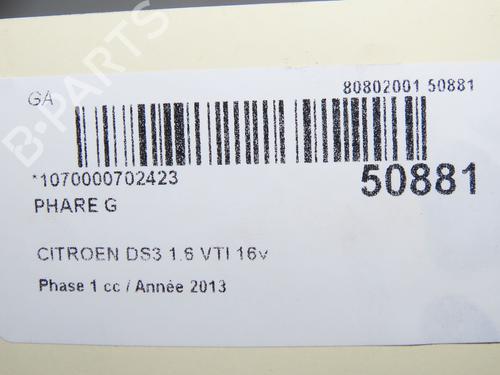 B-PARTS
GA
80802001 50881
*1070000702423
50881
PHARE G
CITROEN DS3 1.6 VTI 16v
Phase 1 cc / Année 2013